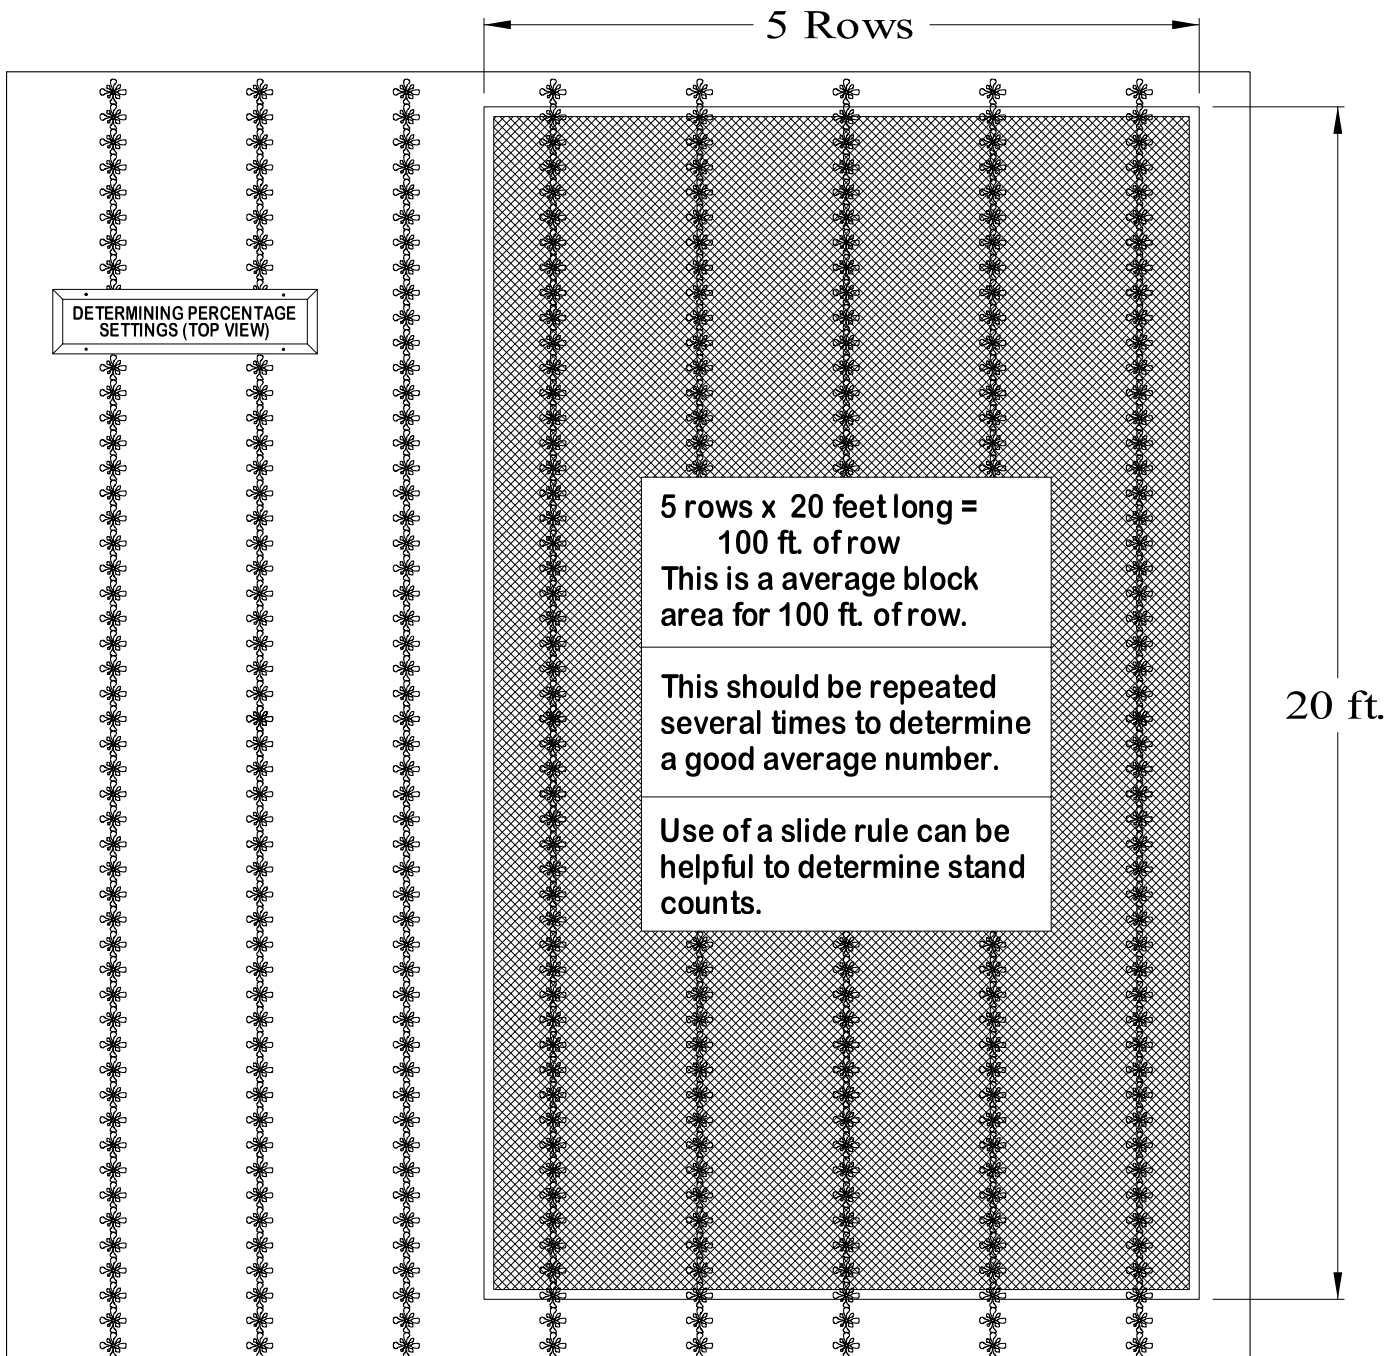 5 Rows
DETERMINING PERCENTAGE
SETTINGS (TOP VIEW)
5 rows x 20 feet long =
100 ft. of row
This is a average block
area for 100 ft. of row.
This should be repeated
several times to determine
a good average number.
Use of a slide rule can be
helpful to determine stand
counts.
20 ft.